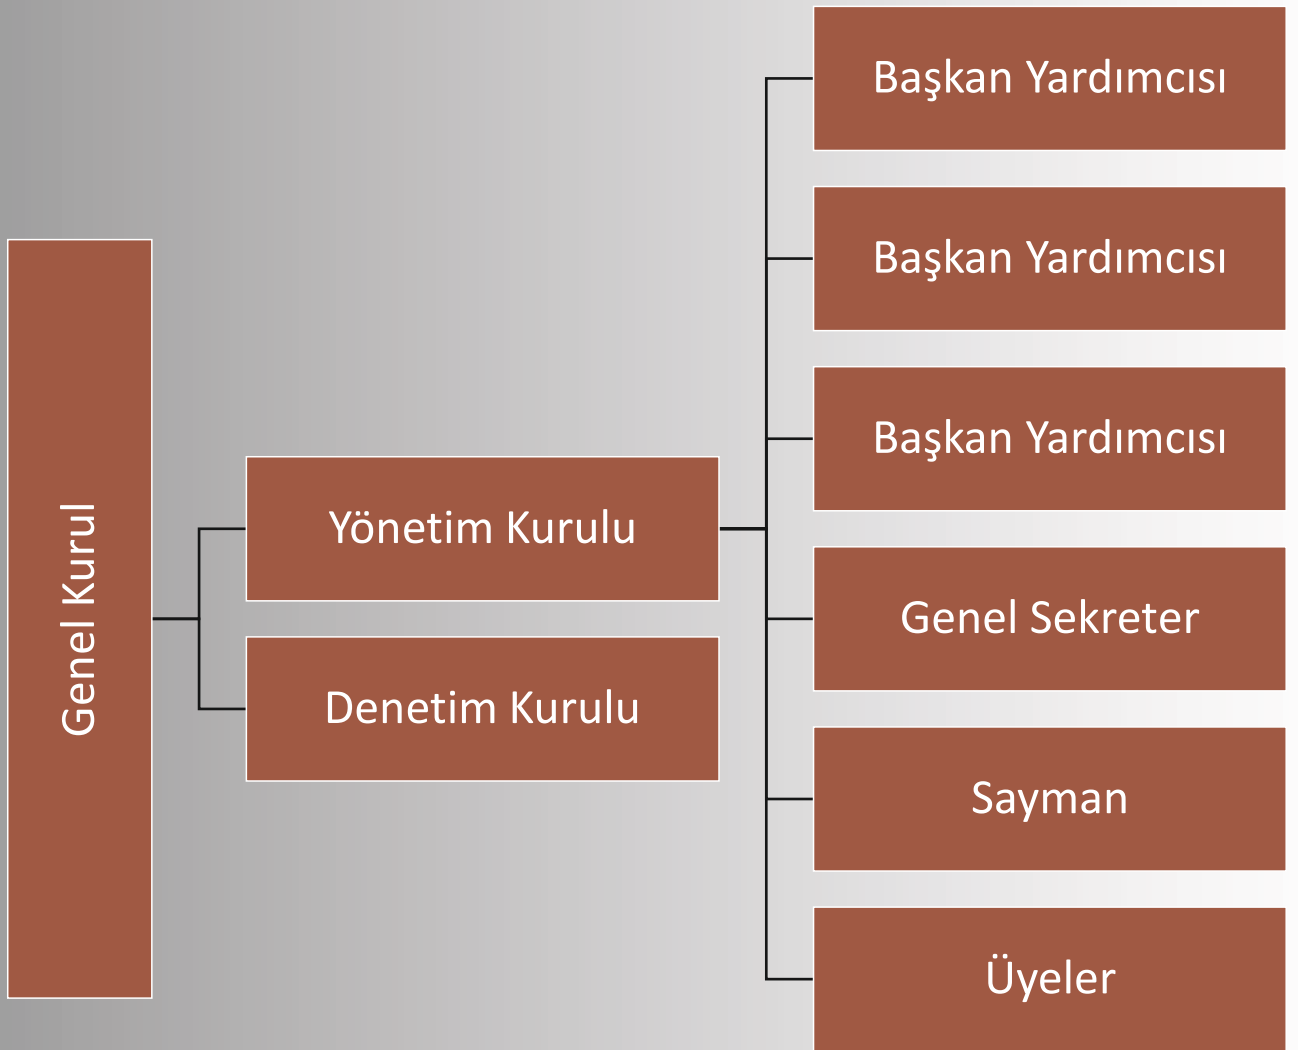 Genel Kurul
Yönetim Kurulu
Denetim Kurulu
Başkan Yardımcısı
Başkan Yardımcısı
Başkan Yardımcısı
Genel Sekreter
Sayman
Üyeler